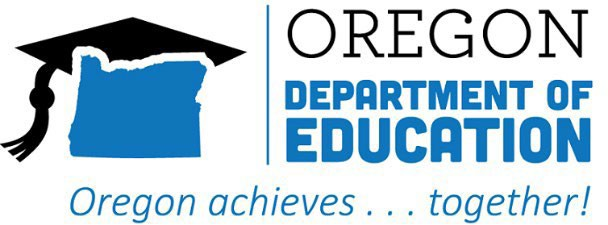 OREGON
DEPARTMENT OF
EDUCATION
Oregon achieves . . . together!